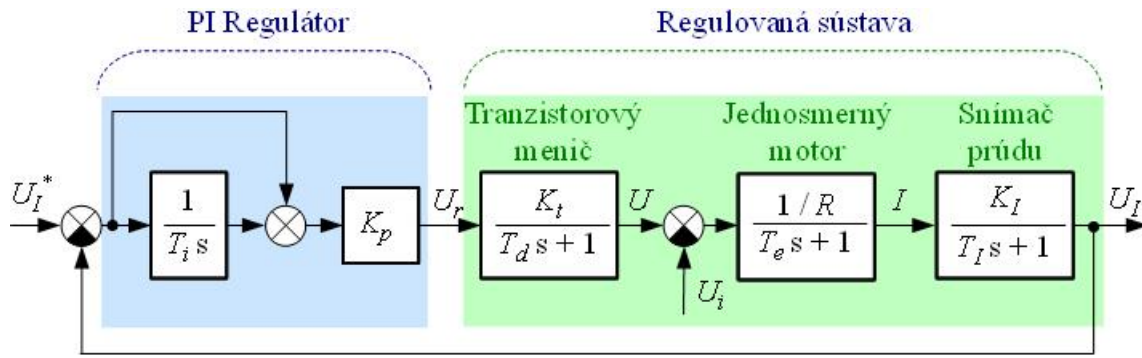 PI Regulátor
Regulovaná sústava
Tranzistorový
menič
Jednosmerný
motor
Snímač
prúdu
U_I^*
1
T_i s
K_p
U_r
K_t
T_d s + 1
U
U_i
1 / R
T_e s + 1
I
K_I
T_I s + 1
U_I